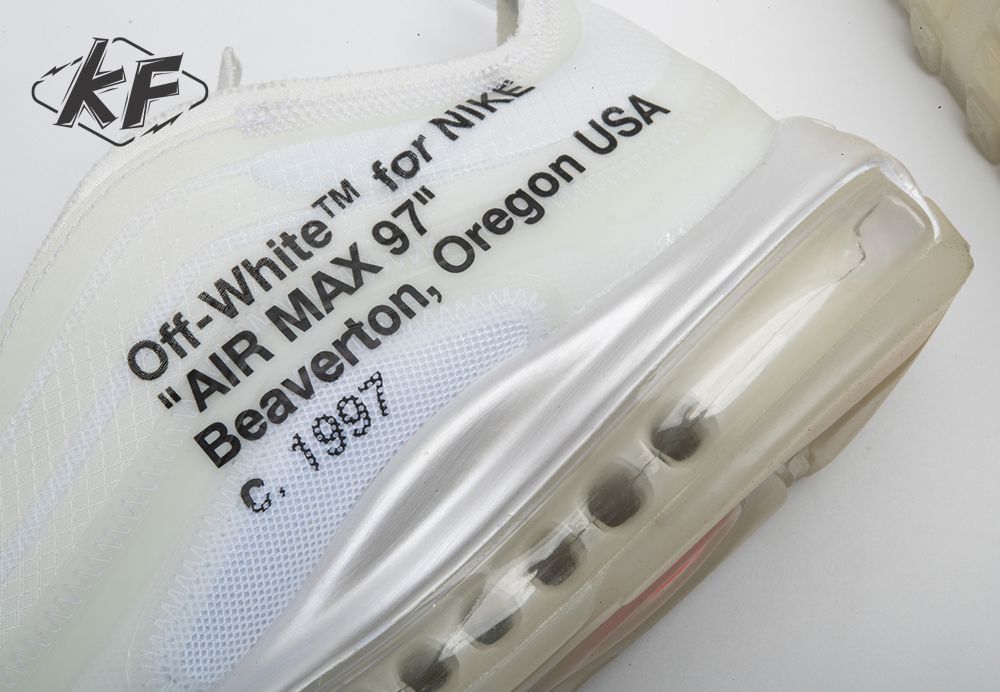 KF
Off-White™ for NIKE
"AIR MAX 97"
Beaverton, Oregon USA
c. 1997